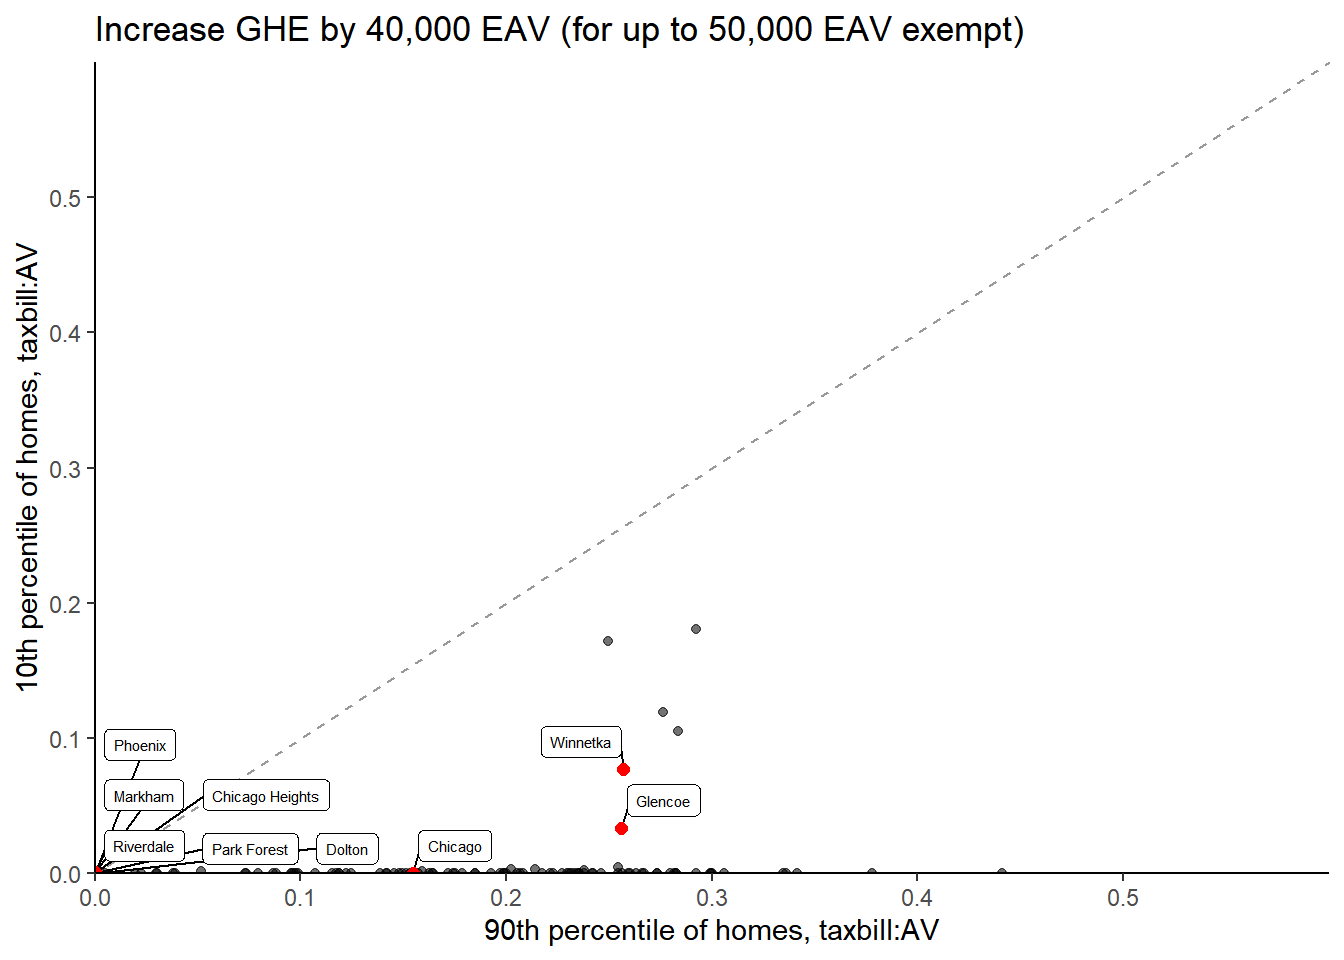 Increase GHE by 40,000 EAV (for up to 50,000 EAV exempt)
10th percentile of homes, taxbill:AV
0.5
0.4
0.3
0.2
0.1
0.0
Phoenix
Markham
Chicago Heights
Riverdale
Park Forest
Dolton
Chicago
Winnetka
Glencoe
0.0
0.1
0.2
0.3
0.4
0.5
90th percentile of homes, taxbill:AV